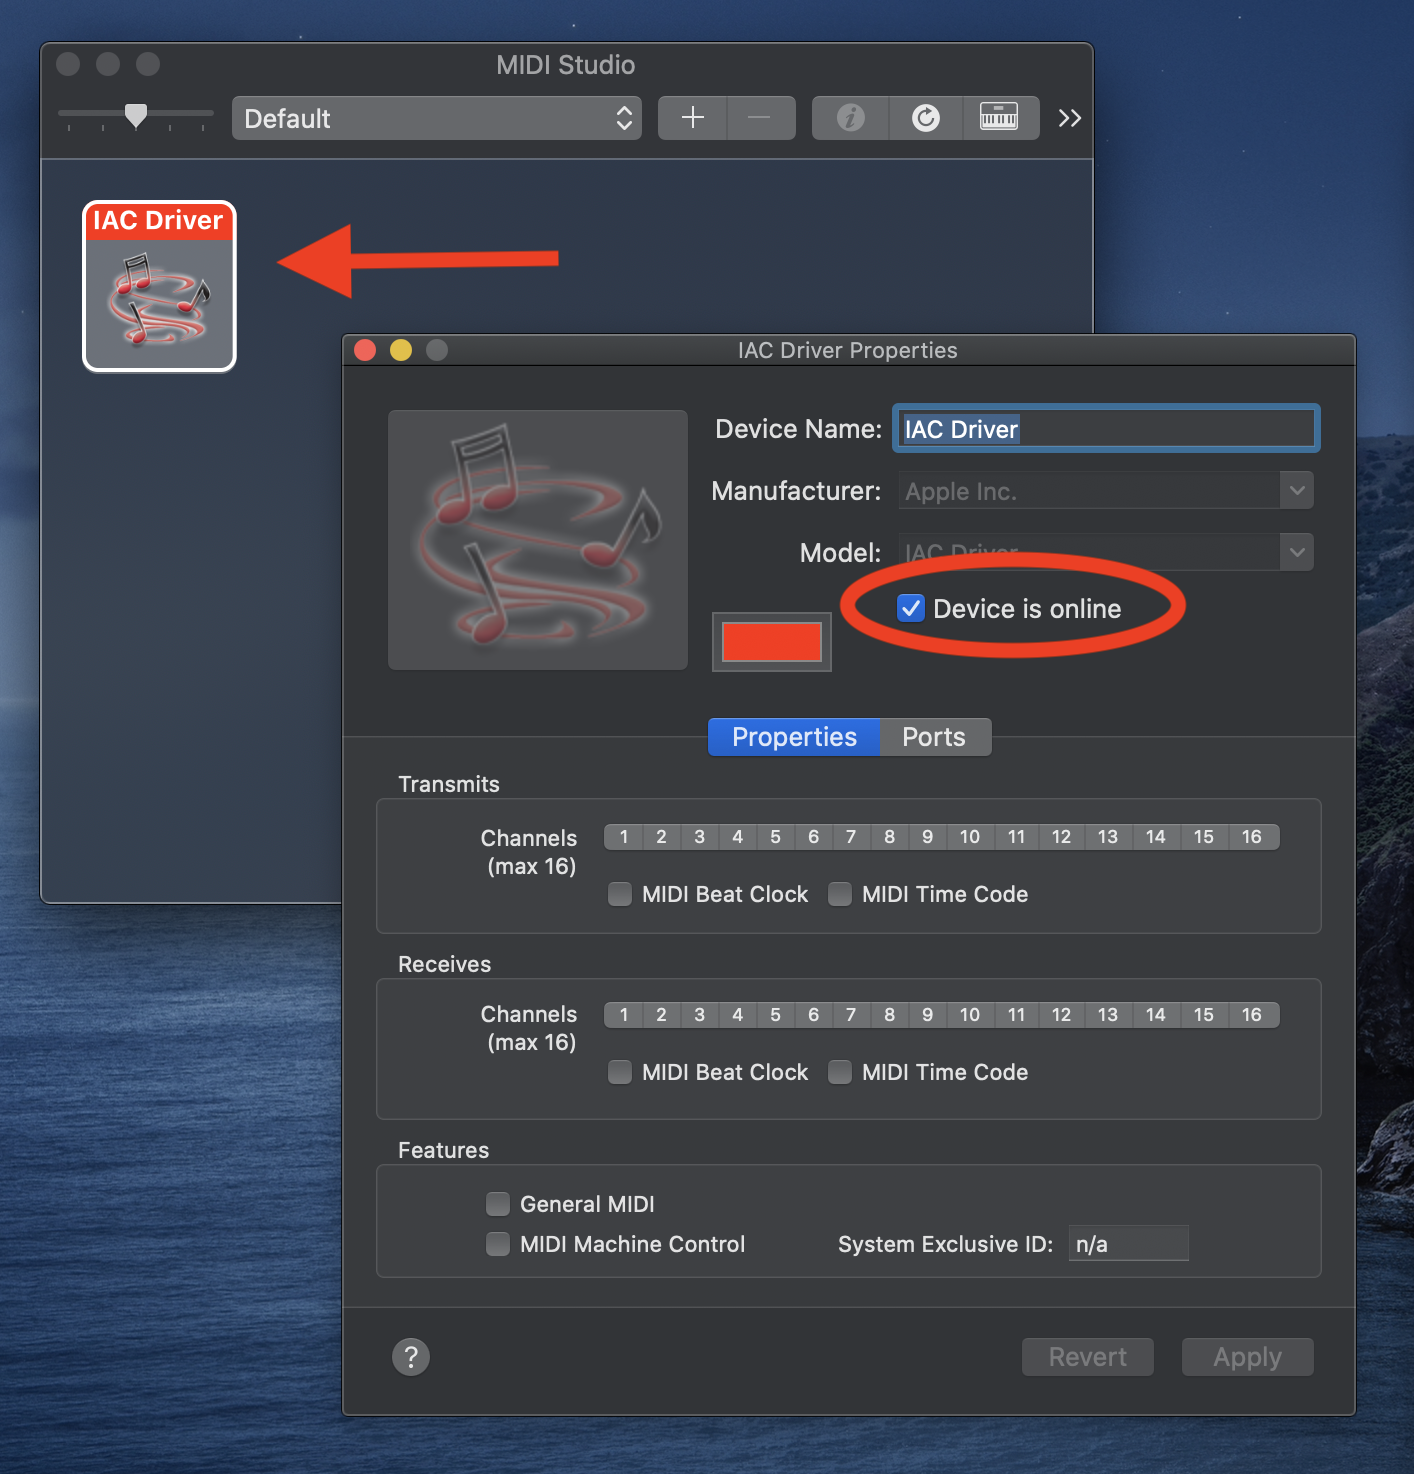 MIDI Studio
Default
IAC Driver
IAC Driver Properties
Device Name: IAC Driver
Manufacturer: Apple Inc.
Model: IAC Driver
Device is online
Properties Ports
Transmits
Channels 1 2 3 4 5 6 7 8 9 10 11 12 13 14 15 16
(max 16)
MIDI Beat Clock MIDI Time Code
Receives
Channels 1 2 3 4 5 6 7 8 9 10 11 12 13 14 15 16
(max 16)
MIDI Beat Clock MIDI Time Code
Features
General MIDI
MIDI Machine Control System Exclusive ID: n/a
? Revert Apply